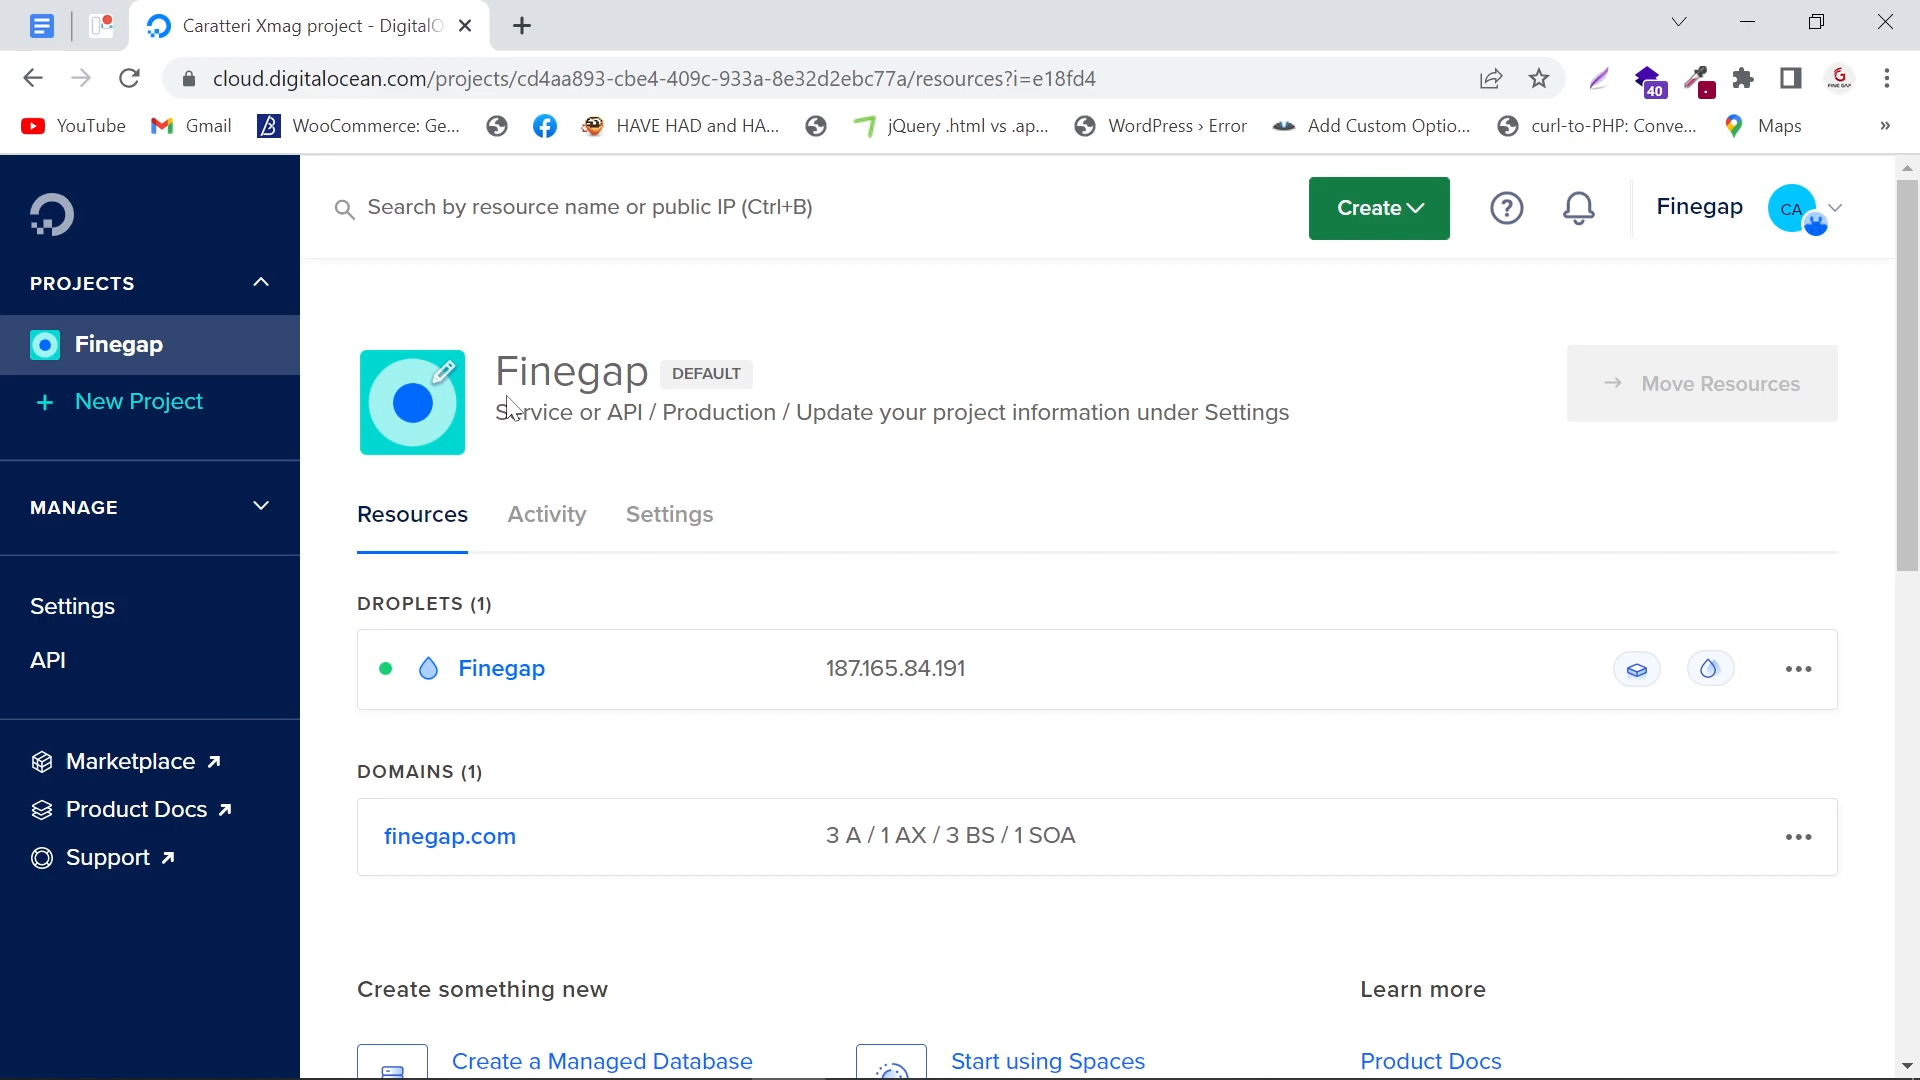 Caratteri Xmag project - DigitalO
cloud.digitalocean.com/projects/cd4aa893-cbe4-409c-933a-8e32d2ebc77a/resources?i=e18fd4
40
FINE GAP
YouTube Gmail WooCommerce: Ge... HAVE HAD and HA... jQuery .html vs .ap... WordPress › Error Add Custom Optio... curl-to-PHP: Conve... Maps »
Search by resource name or public IP (Ctrl+B)
Create
Finegap
CA
PROJECTS
Finegap
+ New Project
MANAGE
Settings
API
Marketplace
Product Docs
Support
Finegap DEFAULT
Service or API / Production / Update your project information under Settings
→ Move Resources
Resources Activity Settings
DROPLETS (1)
Finegap 187.165.84.191
DOMAINS (1)
finegap.com 3 A / 1 AX / 3 BS / 1 SOA
Create something new
Learn more
Create a Managed Database
Start using Spaces
Product Docs